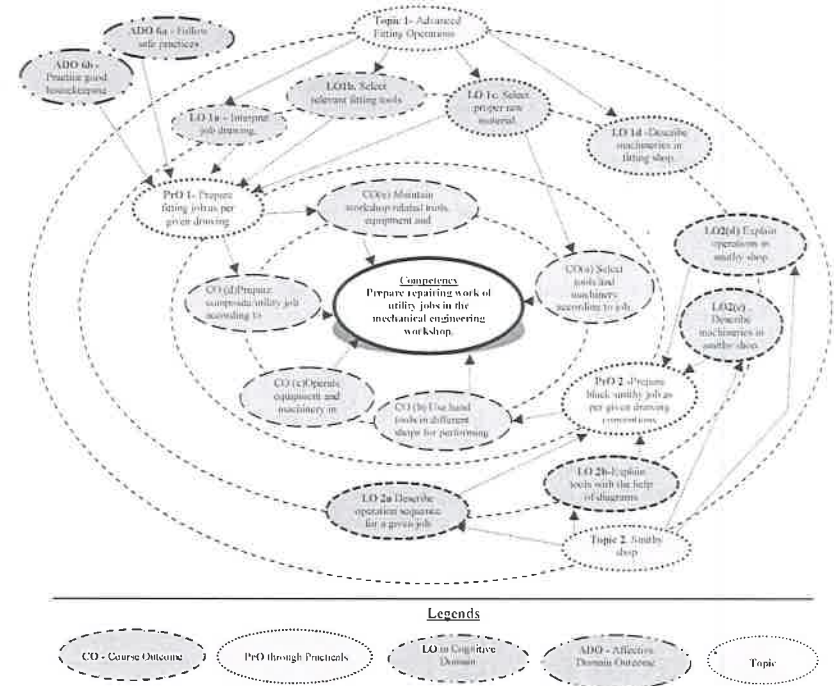 Topic 1- Advanced
Fitting Operations
ADO 6a - Follow
safe practices
ADO 6b -
Practice good
housekeeping
LO 1a - Interpret
job drawing.
LO1b. Select
relevant fitting tools
LO 1c. Select
proper raw
material
LO 1d -Describe
machineries in
fitting shop.
PrO 1- Prepare
fitting job as per
given drawing
CO(e) Maintain
workshop related tools,
equipment and
LO2(d) Explain
operations in
smithy shop
CO (d)Prepare
composite/utility job
according to
Competency
Prepare repairing work of
utility jobs in the
mechanical engineering
workshop.
CO(a) Select
tools and
machinery
according to job
LO2(c) -
Describe
machineries in
smithy shop
CO (c)Operate
equipment and
machinery in
CO (b) Use hand
tools in different
shops for performing
PrO 2 -Prepare
black smithy job as
per given drawing
LO 2a Describe
operation sequence
for a given job
LO 2b-Explain
tools with the help
of diagrams
Topic 2. Smithy
shop
Legends
CO - Course Outcome
PrO through Practicals
LO in Cognitive
Domain
ADO - Affective
Domain Outcome
Topic